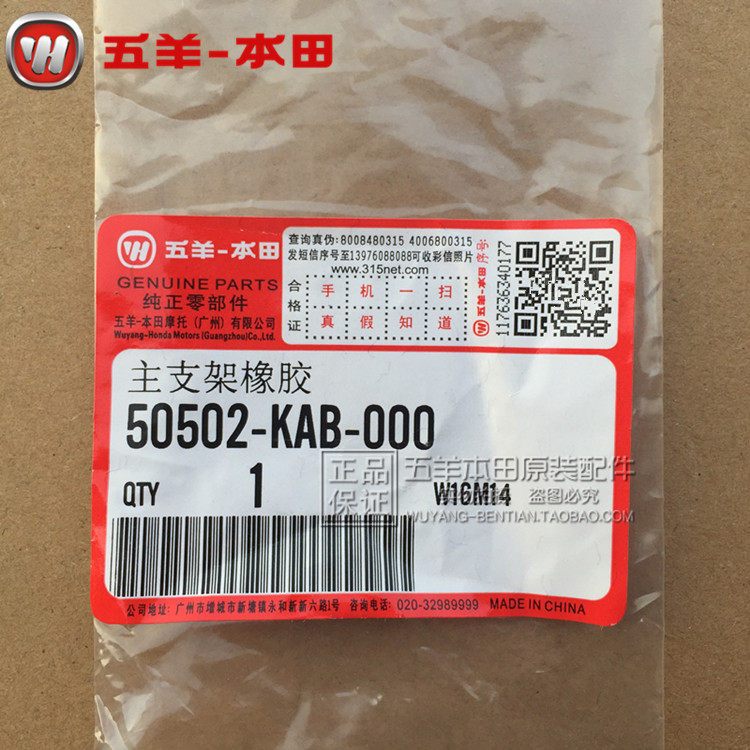 五羊-本田
五羊-本田
GENUINE PARTS
纯正零部件
五羊-本田摩托（广州）有限公司
Wuyang-Honda Motors (Guangzhou)Co.,Ltd.
查询真伪:8008480315 4006800315
发短信序号至13976088088可收彩信照片
www.315net.com
合格证
手机一扫
真假知道
五羊-本田 序号
11763636340177
主支架橡胶
50502-KAB-000
QTY 1 W16M14
正品保证
五羊本田原装配件
盗图必究
WUYANG-BENTIAN.TAOBAO.COM
公司地址: 广州市增城市新塘镇永和新新六路1号 咨询电话: 020-32989999 MADE IN CHINA